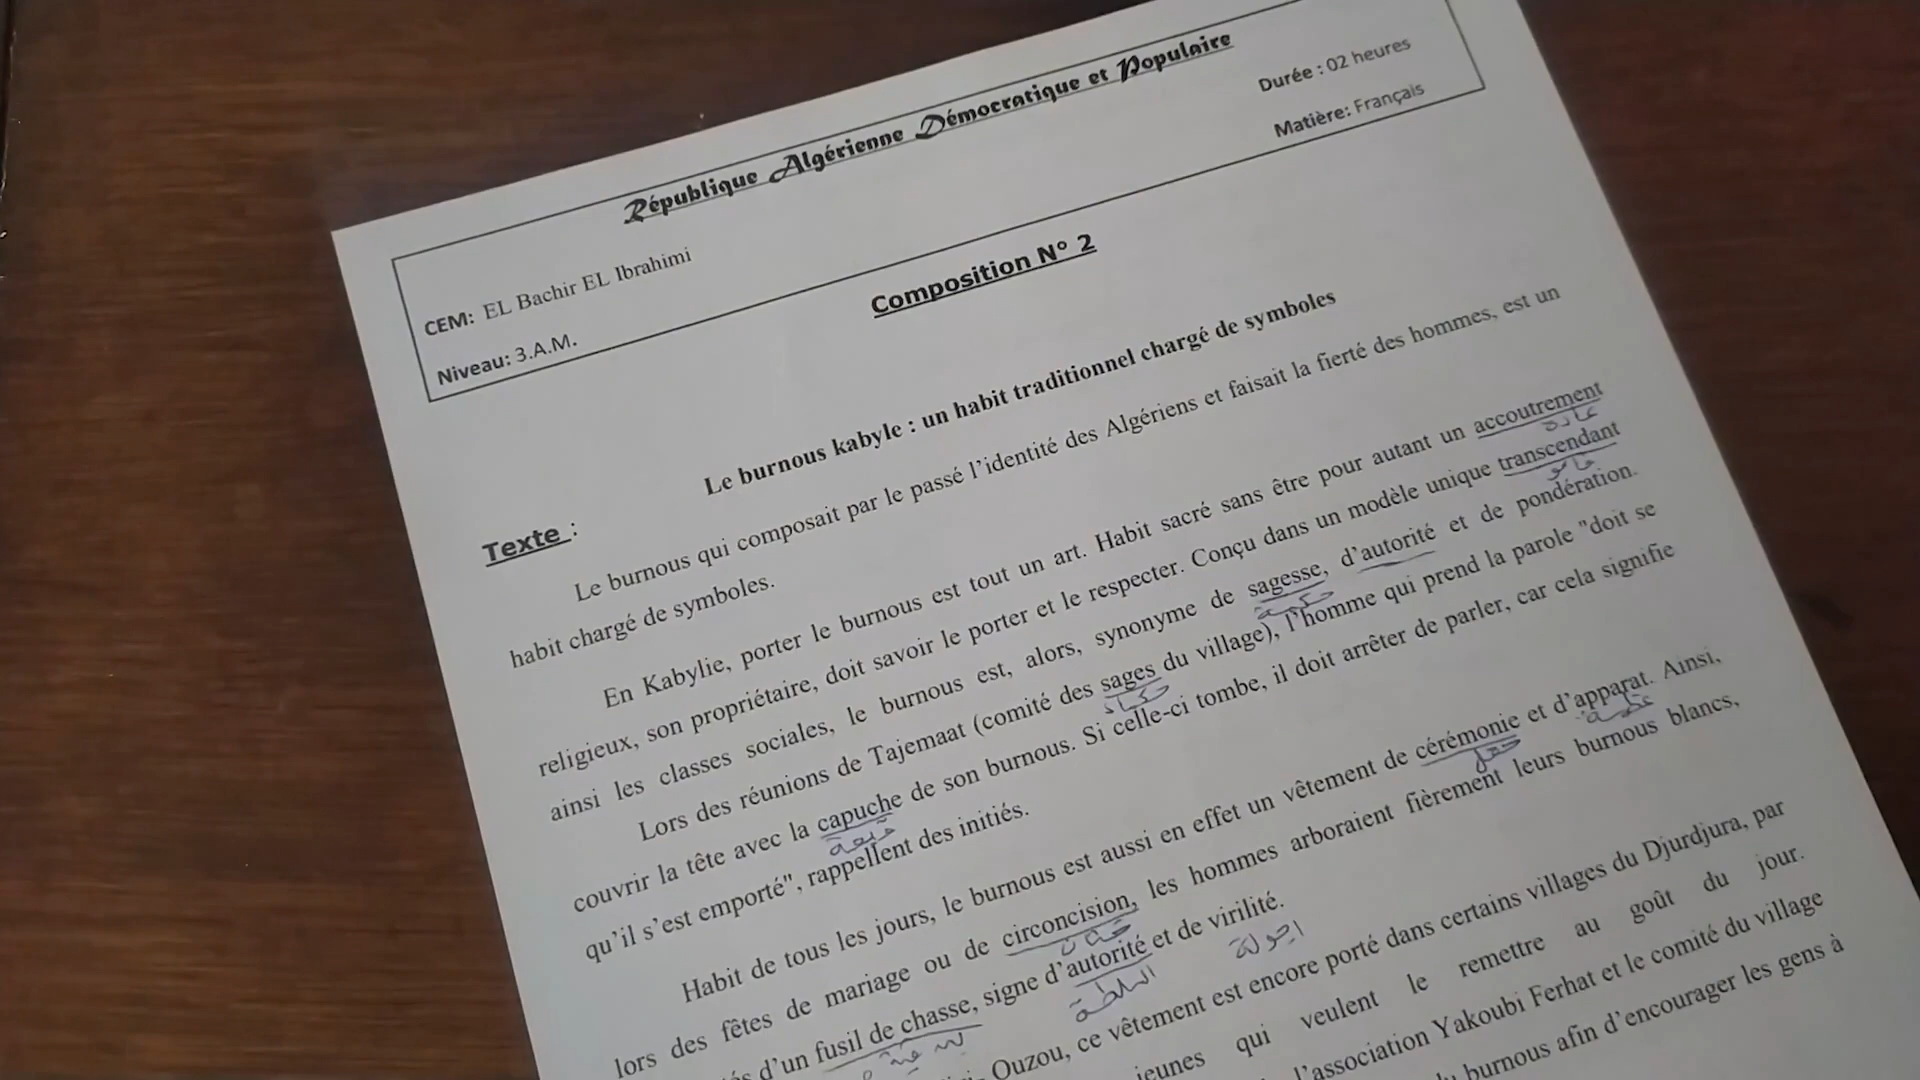 République Algérienne Démocratique et Populaire
CEM: EL Bachir EL Ibrahimi
Durée : 02 heures
Niveau: 3.A.M.
Matière: Français
Composition N° 2
Le burnous kabyle : un habit traditionnel chargé de symboles
Texte :
Le burnous qui composait par le passé l’identité des Algériens et faisait la fierté des hommes, est un
habit chargé de symboles.
En Kabylie, porter le burnous est tout un art. Habit sacré sans être pour autant un accoutrement
عادة
religieux, son propriétaire, doit savoir le porter et le respecter. Conçu dans un modèle unique transcendant
ainsi les classes sociales, le burnous est, alors, synonyme de sagesse, d’autorité et de pondération.
حكمة
Lors des réunions de Tajemaat (comité des sages du village), l’homme qui prend la parole "doit se
حكماء
couvrir la tête avec la capuche de son burnous. Si celle-ci tombe, il doit arrêter de parler, car cela signifie
qu’il s’est emporté", rappellent des initiés.
Habit de tous les jours, le burnous est aussi en effet un vêtement de cérémonie et d’apparat. Ainsi,
حفل
lors des fêtes de mariage ou de circoncision, les hommes arboraient fièrement leurs burnous blancs,
d’un fusil de chasse, signe d’autorité et de virilité.
السلطة
Ouzou, ce vêtement est encore porté dans certains villages du Djurdjura, par
jeunes qui veulent le remettre au goût du jour.
l’association Yakoubi Ferhat et le comité du village
burnous afin d’encourager les gens à